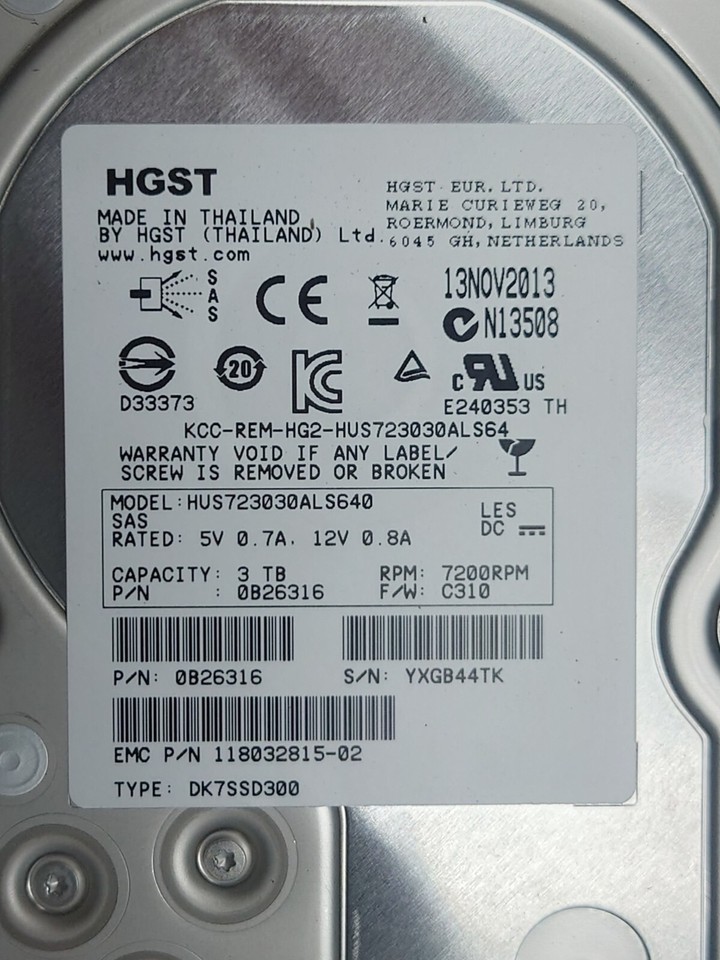 HGST
HGST EUR. LTD.
MARIE CURIEWEG 20,
ROERMOND, LIMBURG
6045 GH, NETHERLANDS
MADE IN THAILAND
BY HGST (THAILAND) Ltd.
www.hgst.com
SAS
CE
13NOV2013
N13508
D33373
20
KC
c RU US
E240353 TH
KCC-REM-HG2-HUS723030ALS64
WARRANTY VOID IF ANY LABEL/
SCREW IS REMOVED OR BROKEN
MODEL:HUS723030ALS640
SAS
LES
DC
RATED: 5V 0.7A, 12V 0.8A
CAPACITY: 3 TB RPM: 7200RPM
P/N : 0B26316 F/W: C310
P/N: 0B26316 S/N: YXGB44TK
EMC P/N 118032815-02
TYPE: DK7SSD300